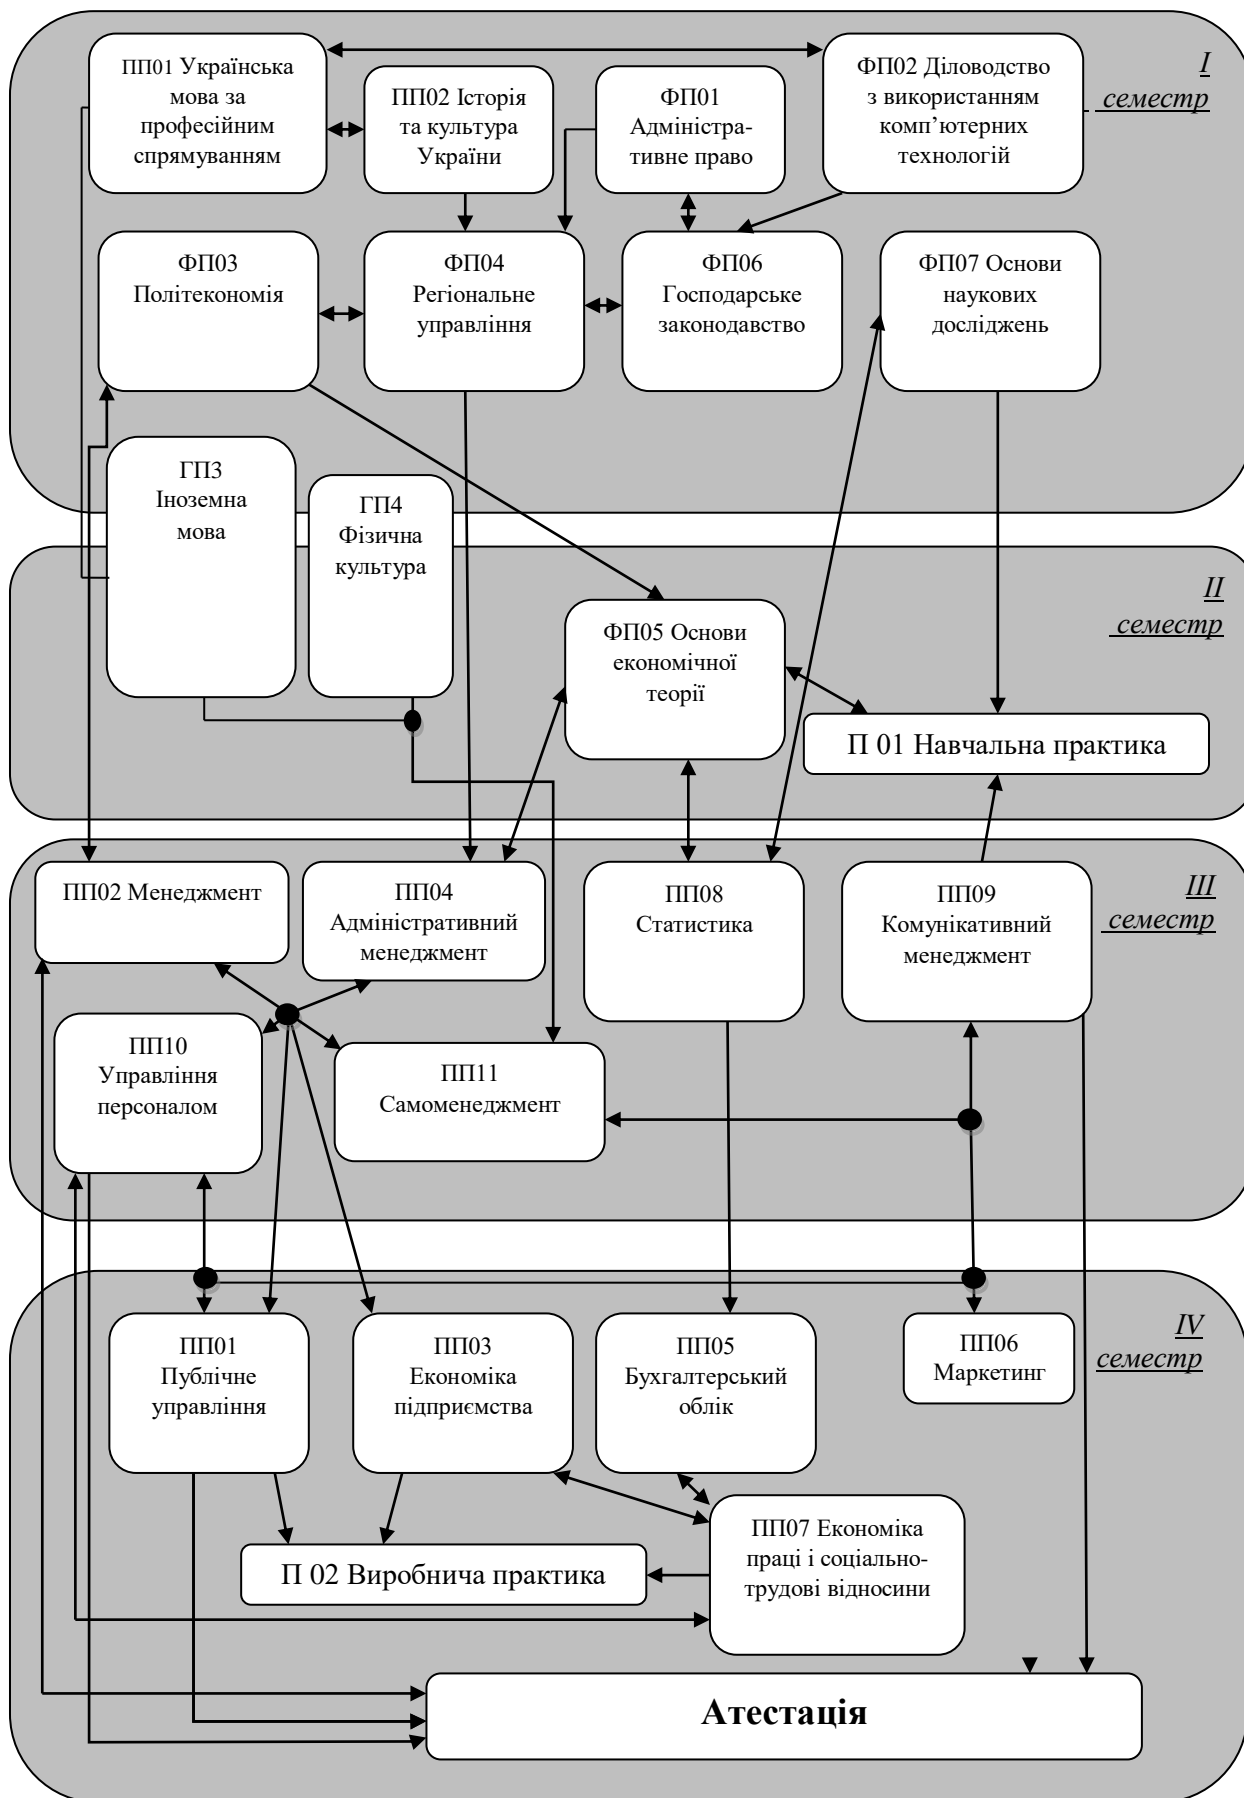 ПП01 Українська
мова за
професійним
спрямуванням
ПП02 Історія
та культура
України
ФП01
Адміністра-
тивне право
ФП02 Діловодство
з використанням
комп’ютерних
технологій
I
семестр
ФП03
Політекономія
ФП04
Регіональне
управління
ФП06
Господарське
законодавство
ФП07 Основи
наукових
досліджень
ГП3
Іноземна
мова
ГП4
Фізична
культура
II
семестр
ФП05 Основи
економічної
теорії
П 01 Навчальна практика
III
семестр
ПП02 Менеджмент
ПП04
Адміністративний
менеджмент
ПП08
Статистика
ПП09
Комунікативний
менеджмент
ПП10
Управління
персоналом
ПП11
Самоменеджмент
IV
семестр
ПП01
Публічне
управління
ПП03
Економіка
підприємства
ПП05
Бухгалтерський
облік
ПП06
Маркетинг
ПП07 Економіка
праці і соціально-
трудові відносини
П 02 Виробнича практика
Атестація